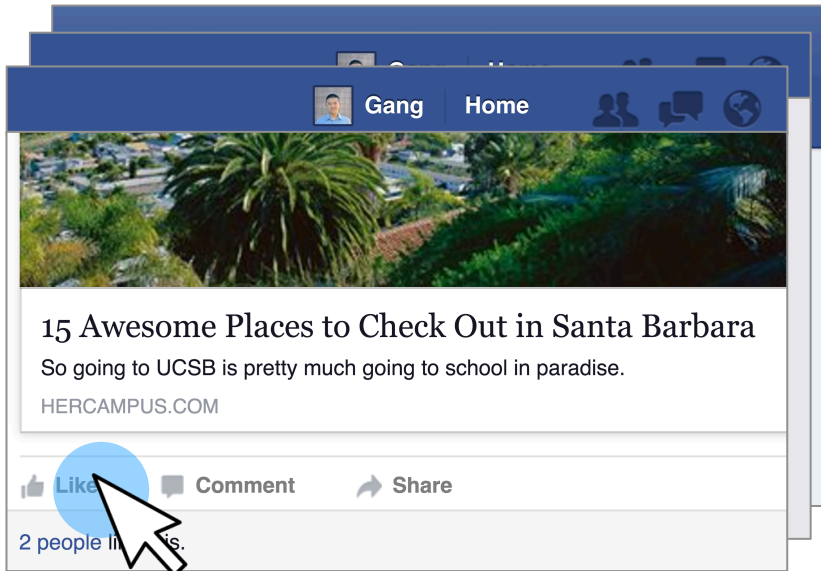 Gang Home
15 Awesome Places to Check Out in Santa Barbara
So going to UCSB is pretty much going to school in paradise.
HERCAMPUS.COM
Like Comment Share
2 people